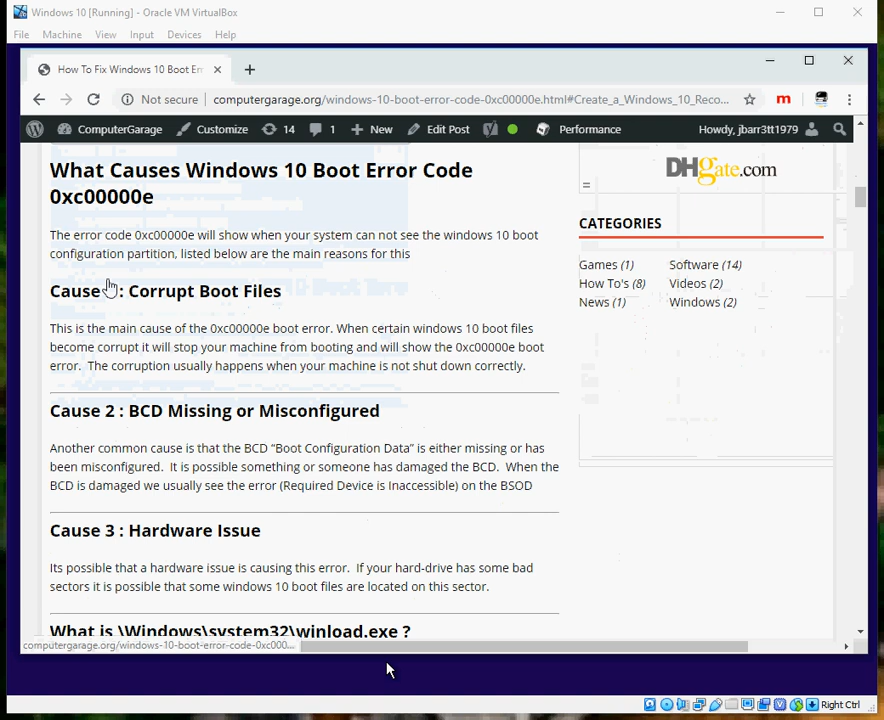 Windows 10 [Running] - Oracle VM VirtualBox
File Machine View Input Devices Help
How To Fix Windows 10 Boot Er
Not secure computergarage.org/windows-10-boot-error-code-0xc00000e.html#Create_a_Windows_10_Reco...
ComputerGarage Customize 14 1 New Edit Post Performance Howdy, jbarr3tt1979
What Causes Windows 10 Boot Error Code
0xc00000e
The error code 0xc00000e will show when your system can not see the windows 10 boot
configuration partition, listed below are the main reasons for this
Cause : Corrupt Boot Files
This is the main cause of the 0xc00000e boot error. When certain windows 10 boot files
become corrupt it will stop your machine from booting and will show the 0xc00000e boot
error. The corruption usually happens when your machine is not shut down correctly.
Cause 2 : BCD Missing or Misconfigured
Another common cause is that the BCD “Boot Configuration Data” is either missing or has
been misconfigured. It is possible something or someone has damaged the BCD. When the
BCD is damaged we usually see the error (Required Device is Inaccessible) on the BSOD
Cause 3 : Hardware Issue
Its possible that a hardware issue is causing this error. If your hard-drive has some bad
sectors it is possible that some windows 10 boot files are located on this sector.
What is \Windows\system32\winload.exe ?
DHgate.com
CATEGORIES
Games (1) Software (14)
How To's (8) Videos (2)
News (1) Windows (2)
computergarage.org/windows-10-boot-error-code-0xc000...
Right Ctrl